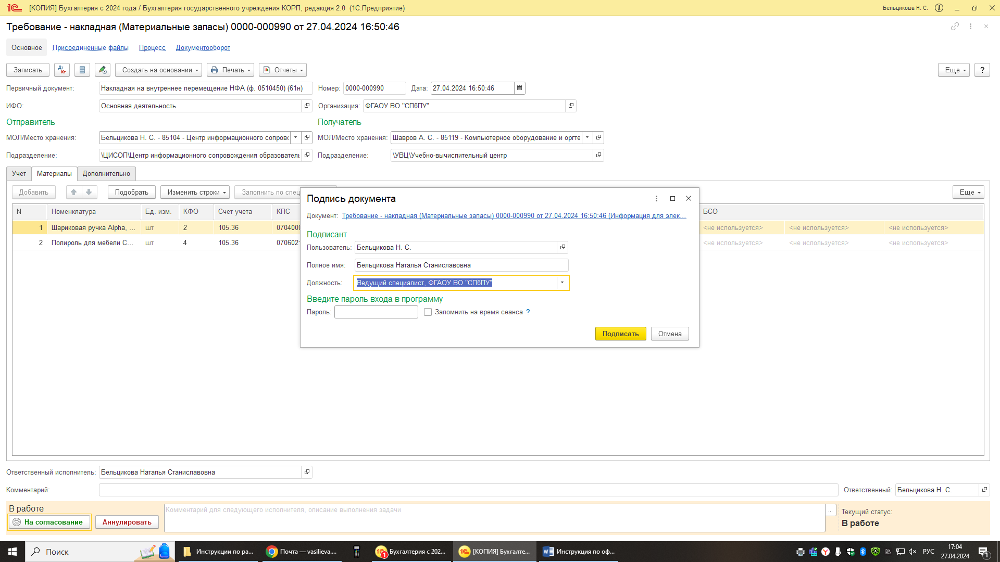 [КОПИЯ] Бухгалтерия с 2024 года / Бухгалтерия государственного учреждения КОРП, редакция 2.0 (1С:Предприятие)
Бельцикова Н. С.
Требование - накладная (Материальные запасы) 0000-000990 от 27.04.2024 16:50:46
Основное Присоединенные файлы Процесс Документооборот
Записать Дт Кт Создать на основании Печать Отчеты Еще ?
Первичный документ: Накладная на внутреннее перемещение НФА (ф. 0510450) (61н) Номер: 0000-000990 Дата: 27.04.2024 16:50:46
ИФО: Основная деятельность Организация: ФГАОУ ВО "СПбПУ"
Отправитель Получатель
МОЛ/Место хранения: Бельцикова Н. С. - 85104 - Центр информационного сопрово МОЛ/Место хранения: Шавров А. С. - 85119 - Компьютерное оборудование и оргте
Подразделение: \ЦИСОП\Центр информационного сопровождения образователь Подразделение: \УВЦ\Учебно-вычислительный центр
Учет Материалы Дополнительно
Добавить Подобрать Изменить строки Заполнить по спец Еще
N Номенклатура Ед. изм. КФО Счет учета КПС БСО
1 Шариковая ручка Alpha, ... шт 2 105.36 0704000 <не используется> <не используется> <не используется>
2 Полироль для мебели С... шт 4 105.36 0706021 <не используется> <не используется> <не используется>
Подпись документа
Документ: Требование - накладная (Материальные запасы) 0000-000990 от 27.04.2024 16:50:46 (Информация для элек...
Подписант
Пользователь: Бельцикова Н. С.
Полное имя: Бельцикова Наталья Станиславовна
Должность: Ведущий специалист, ФГАОУ ВО "СПбПУ"
Введите пароль входа в программу
Пароль: Запомнить на время сеанса ?
Подписать Отмена
Ответственный исполнитель: Бельцикова Наталья Станиславовна
Комментарий: Ответственный: Бельцикова Н. С.
В работе
На согласование Аннулировать Комментарий для следующего исполнителя, описание выполнения задачи ...
Текущий статус:
В работе
Поиск Инструкции по ра... Почта — vasilieva.... Бухгалтерия с 202... [КОПИЯ] Бухгалте... Инструкция по оф... РУС
17:04
27.04.2024
1